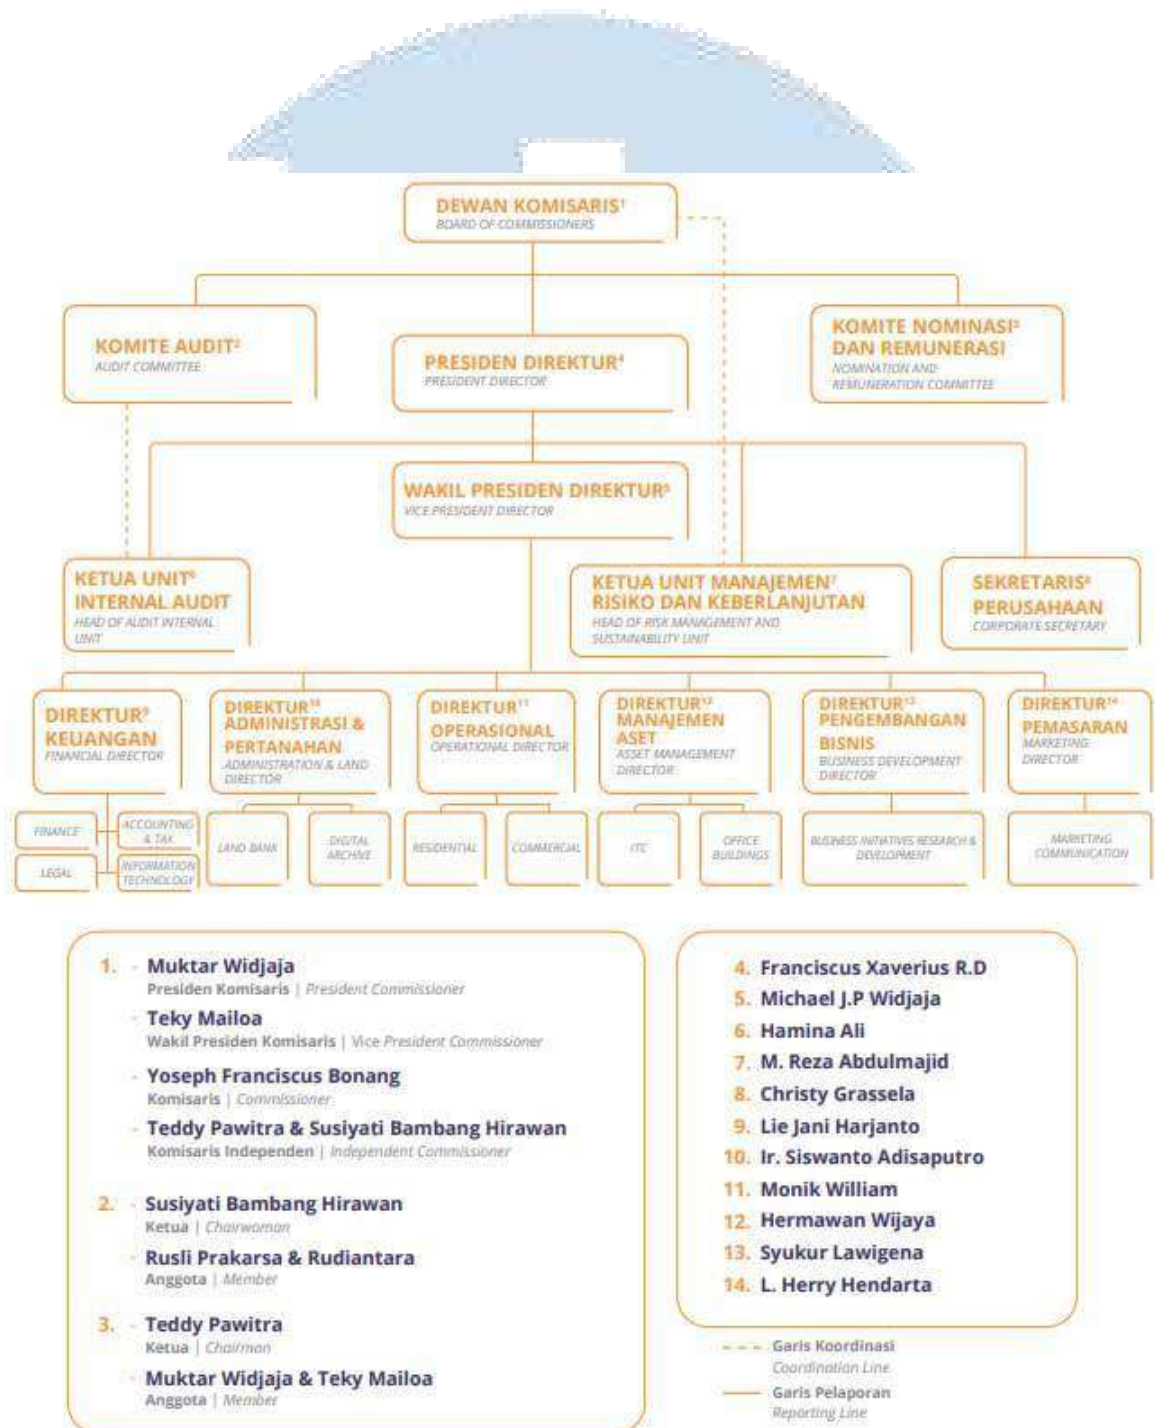 DEWAN KOMISARIS¹
BOARD OF COMMISSIONERS
KOMITE AUDIT²
AUDIT COMMITTEE
PRESIDEN DIREKTUR⁴
PRESIDENT DIRECTOR
KOMITE NOMINASI³
DAN REMUNERASI
NOMINATION AND
REMUNERATION COMMITTEE
WAKIL PRESIDEN DIREKTUR⁵
VICE PRESIDENT DIRECTOR
KETUA UNIT⁶
INTERNAL AUDIT
HEAD OF AUDIT INTERNAL
UNIT
KETUA UNIT MANAJEMEN⁷
RISIKO DAN KEBERLANJUTAN
HEAD OF RISK MANAGEMENT AND
SUSTAINABILITY UNIT
SEKRETARIS⁸
PERUSAHAAN
CORPORATE SECRETARY
DIREKTUR⁹
KEUANGAN
FINANCIAL DIRECTOR
DIREKTUR¹⁰
ADMINISTRASI &
PERTANAHAN
ADMINISTRATION & LAND
DIRECTOR
DIREKTUR¹¹
OPERASIONAL
OPERATIONAL DIRECTOR
DIREKTUR¹²
MANAJEMEN
ASET
ASSET MANAGEMENT
DIRECTOR
DIREKTUR¹³
PENGEMBANGAN
BISNIS
BUSINESS DEVELOPMENT
DIRECTOR
DIREKTUR¹⁴
PEMASARAN
MARKETING
DIRECTOR
FINANCE
ACCOUNTING
& TAX
LEGAL
INFORMATION
TECHNOLOGY
LAND BANK
DIGITAL
ARCHIVE
RESIDENTIAL
COMMERCIAL
ITC
OFFICE
BUILDINGS
BUSINESS INITIATIVES RESEARCH &
DEVELOPMENT
MARKETING
COMMUNICATION
1. - Muktar Widjaja
Presiden Komisaris | President Commissioner
- Teky Mailoa
Wakil Presiden Komisaris | Vice President Commissioner
- Yoseph Franciscus Bonang
Komisaris | Commissioner
- Teddy Pawitra & Susiyati Bambang Hirawan
Komisaris Independen | Independent Commissioner
2. - Susiyati Bambang Hirawan
Ketua | Chairwoman
- Rusli Prakarsa & Rudiantara
Anggota | Member
3. - Teddy Pawitra
Ketua | Chairman
- Muktar Widjaja & Teky Mailoa
Anggota | Member
4. Franciscus Xaverius R.D
5. Michael J.P Widjaja
6. Hamina Ali
7. M. Reza Abdulmajid
8. Christy Grassela
9. Lie Jani Harjanto
10. Ir. Siswanto Adisaputro
11. Monik William
12. Hermawan Wijaya
13. Syukur Lawigena
14. L. Herry Hendarta
Garis Koordinasi
Coordination Line
Garis Pelaporan
Reporting Line